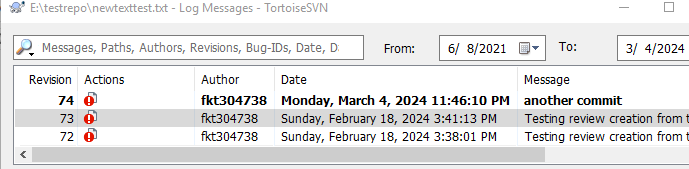 E:\testrepo\newtexttest.txt - Log Messages - TortoiseSVN
Messages, Paths, Authors, Revisions, Bug-IDs, Date, D From: 6/ 8/2021 To: 3/ 4/2024
Revision Actions Author Date Message
74 fkt304738 Monday, March 4, 2024 11:46:10 PM another commit
73 fkt304738 Sunday, February 18, 2024 3:41:13 PM Testing review creation from t
72 fkt304738 Sunday, February 18, 2024 3:38:01 PM Testing review creation from t